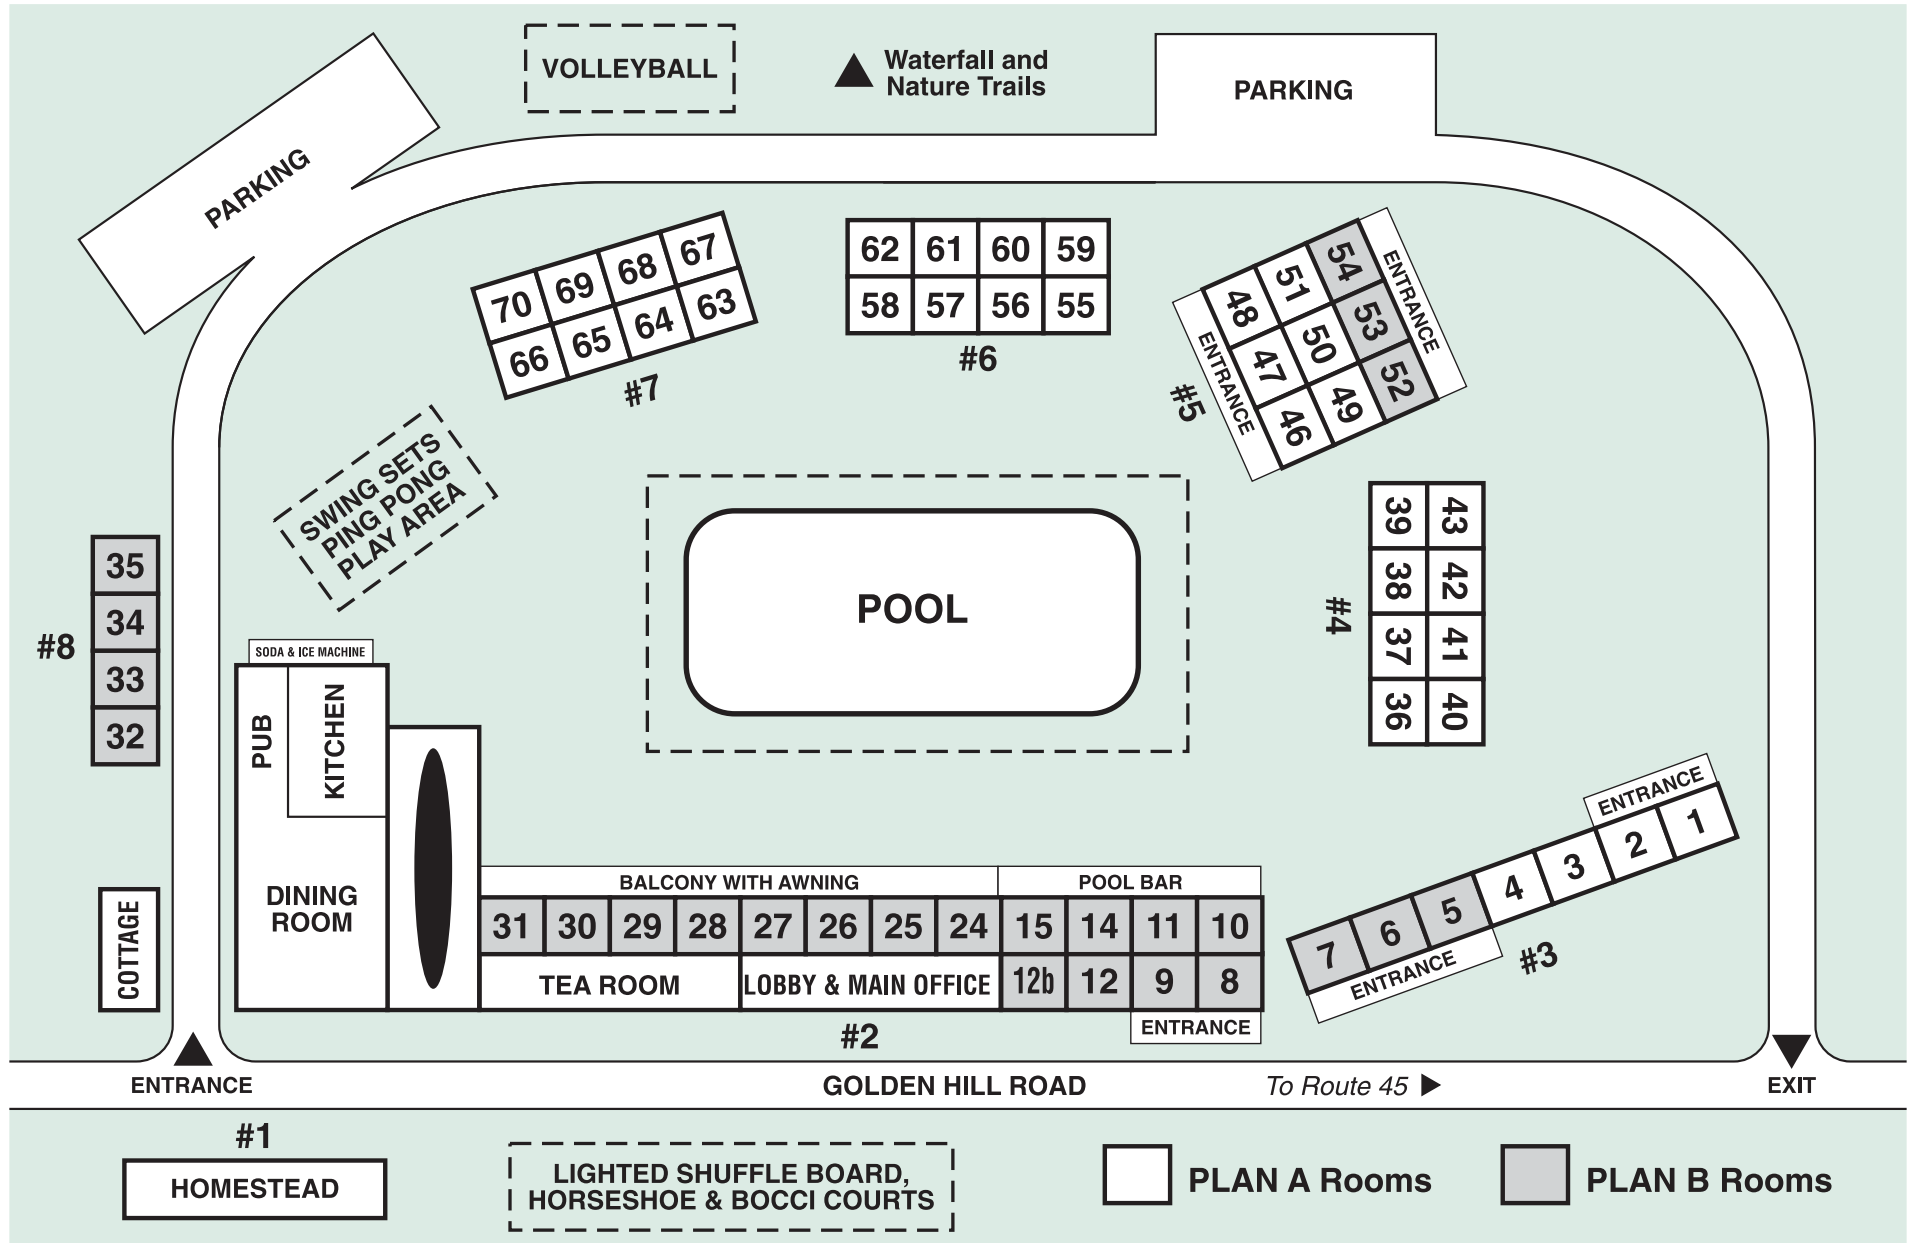 VOLLEYBALL
Waterfall and
Nature Trails
PARKING
PARKING
70 69 68 67
66 65 64 63
#7
62 61 60 59
58 57 56 55
#6
ENTRANCE
48 51 54
47 50 53
46 49 52
ENTRANCE
#5
SWING SETS
PING PONG
PLAY AREA
POOL
39 43
38 42
37 41
36 40
#4
35
34
33
32
#8
SODA & ICE MACHINE
PUB
KITCHEN
DINING
ROOM
COTTAGE
BALCONY WITH AWNING
POOL BAR
31 30 29 28 27 26 25 24 15 14 11 10
TEA ROOM
LOBBY & MAIN OFFICE
12b 12 9 8
ENTRANCE
#2
ENTRANCE
7 6 5 4 3 2 1
ENTRANCE
#3
ENTRANCE
GOLDEN HILL ROAD
To Route 45
EXIT
#1
HOMESTEAD
LIGHTED SHUFFLE BOARD,
HORSESHOE & BOCCI COURTS
PLAN A Rooms
PLAN B Rooms